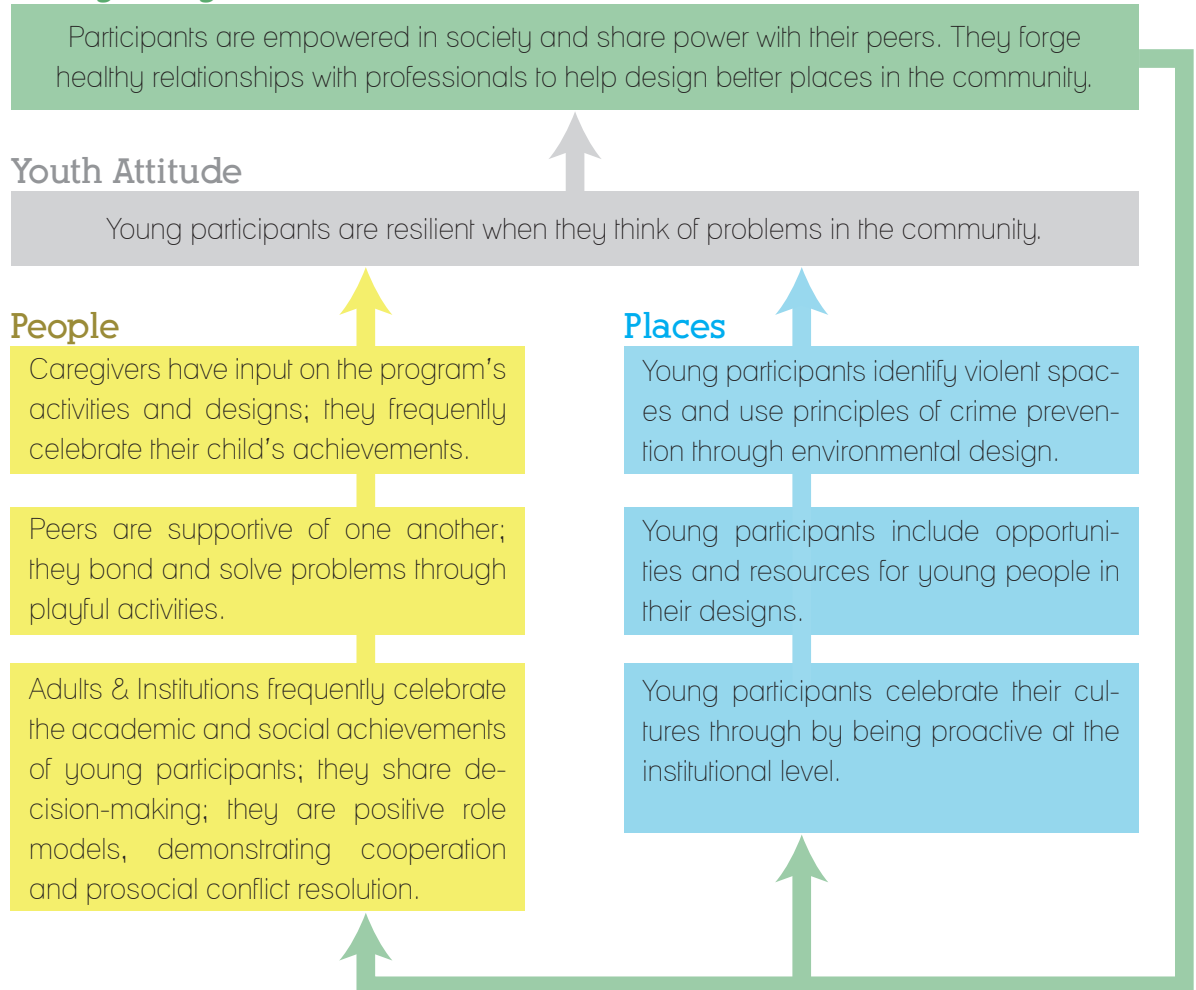 Participants are empowered in society and share power with their peers. They forge
healthy relationships with professionals to help design better places in the community.
Youth Attitude
Young participants are resilient when they think of problems in the community.
People
Caregivers have input on the program's
activities and designs; they frequently
celebrate their child's achievements.
Peers are supportive of one another;
they bond and solve problems through
playful activities.
Adults & Institutions frequently celebrate
the academic and social achievements
of young participants; they share de-
cision-making; they are positive role
models, demonstrating cooperation
and prosocial conflict resolution.
Places
Young participants identify violent spac-
es and use principles of crime preven-
tion through environmental design.
Young participants include opportuni-
ties and resources for young people in
their designs.
Young participants celebrate their cul-
tures through by being proactive at the
institutional level.